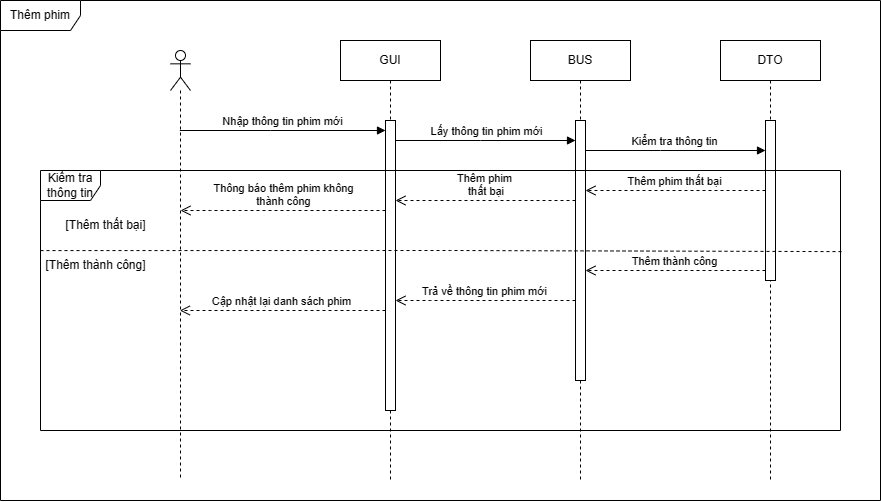 Thêm phim
GUI
BUS
DTO
Nhập thông tin phim mới
Lấy thông tin phim mới
Kiểm tra thông tin
Kiểm tra
thông tin
Thông báo thêm phim không
thành công
Thêm phim
thất bại
Thêm phim thất bại
[Thêm thất bại]
[Thêm thành công]
Thêm thành công
Trả về thông tin phim mới
Cập nhật lại danh sách phim